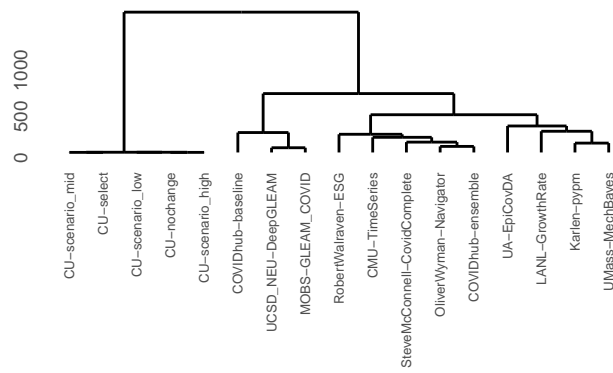 1000
500
0
CU−scenario_mid
CU−select
CU−scenario_low
CU−nochange
CU−scenario_high
COVIDhub−baseline
UCSD_NEU−DeepGLEAM
MOBS−GLEAM_COVID
RobertWalraven−ESG
CMU−TimeSeries
SteveMcConnell−CovidComplete
OliverWyman−Navigator
COVIDhub−ensemble
UA−EpiCovDA
LANL−GrowthRate
Karlen−pypm
UMass−MechBayes